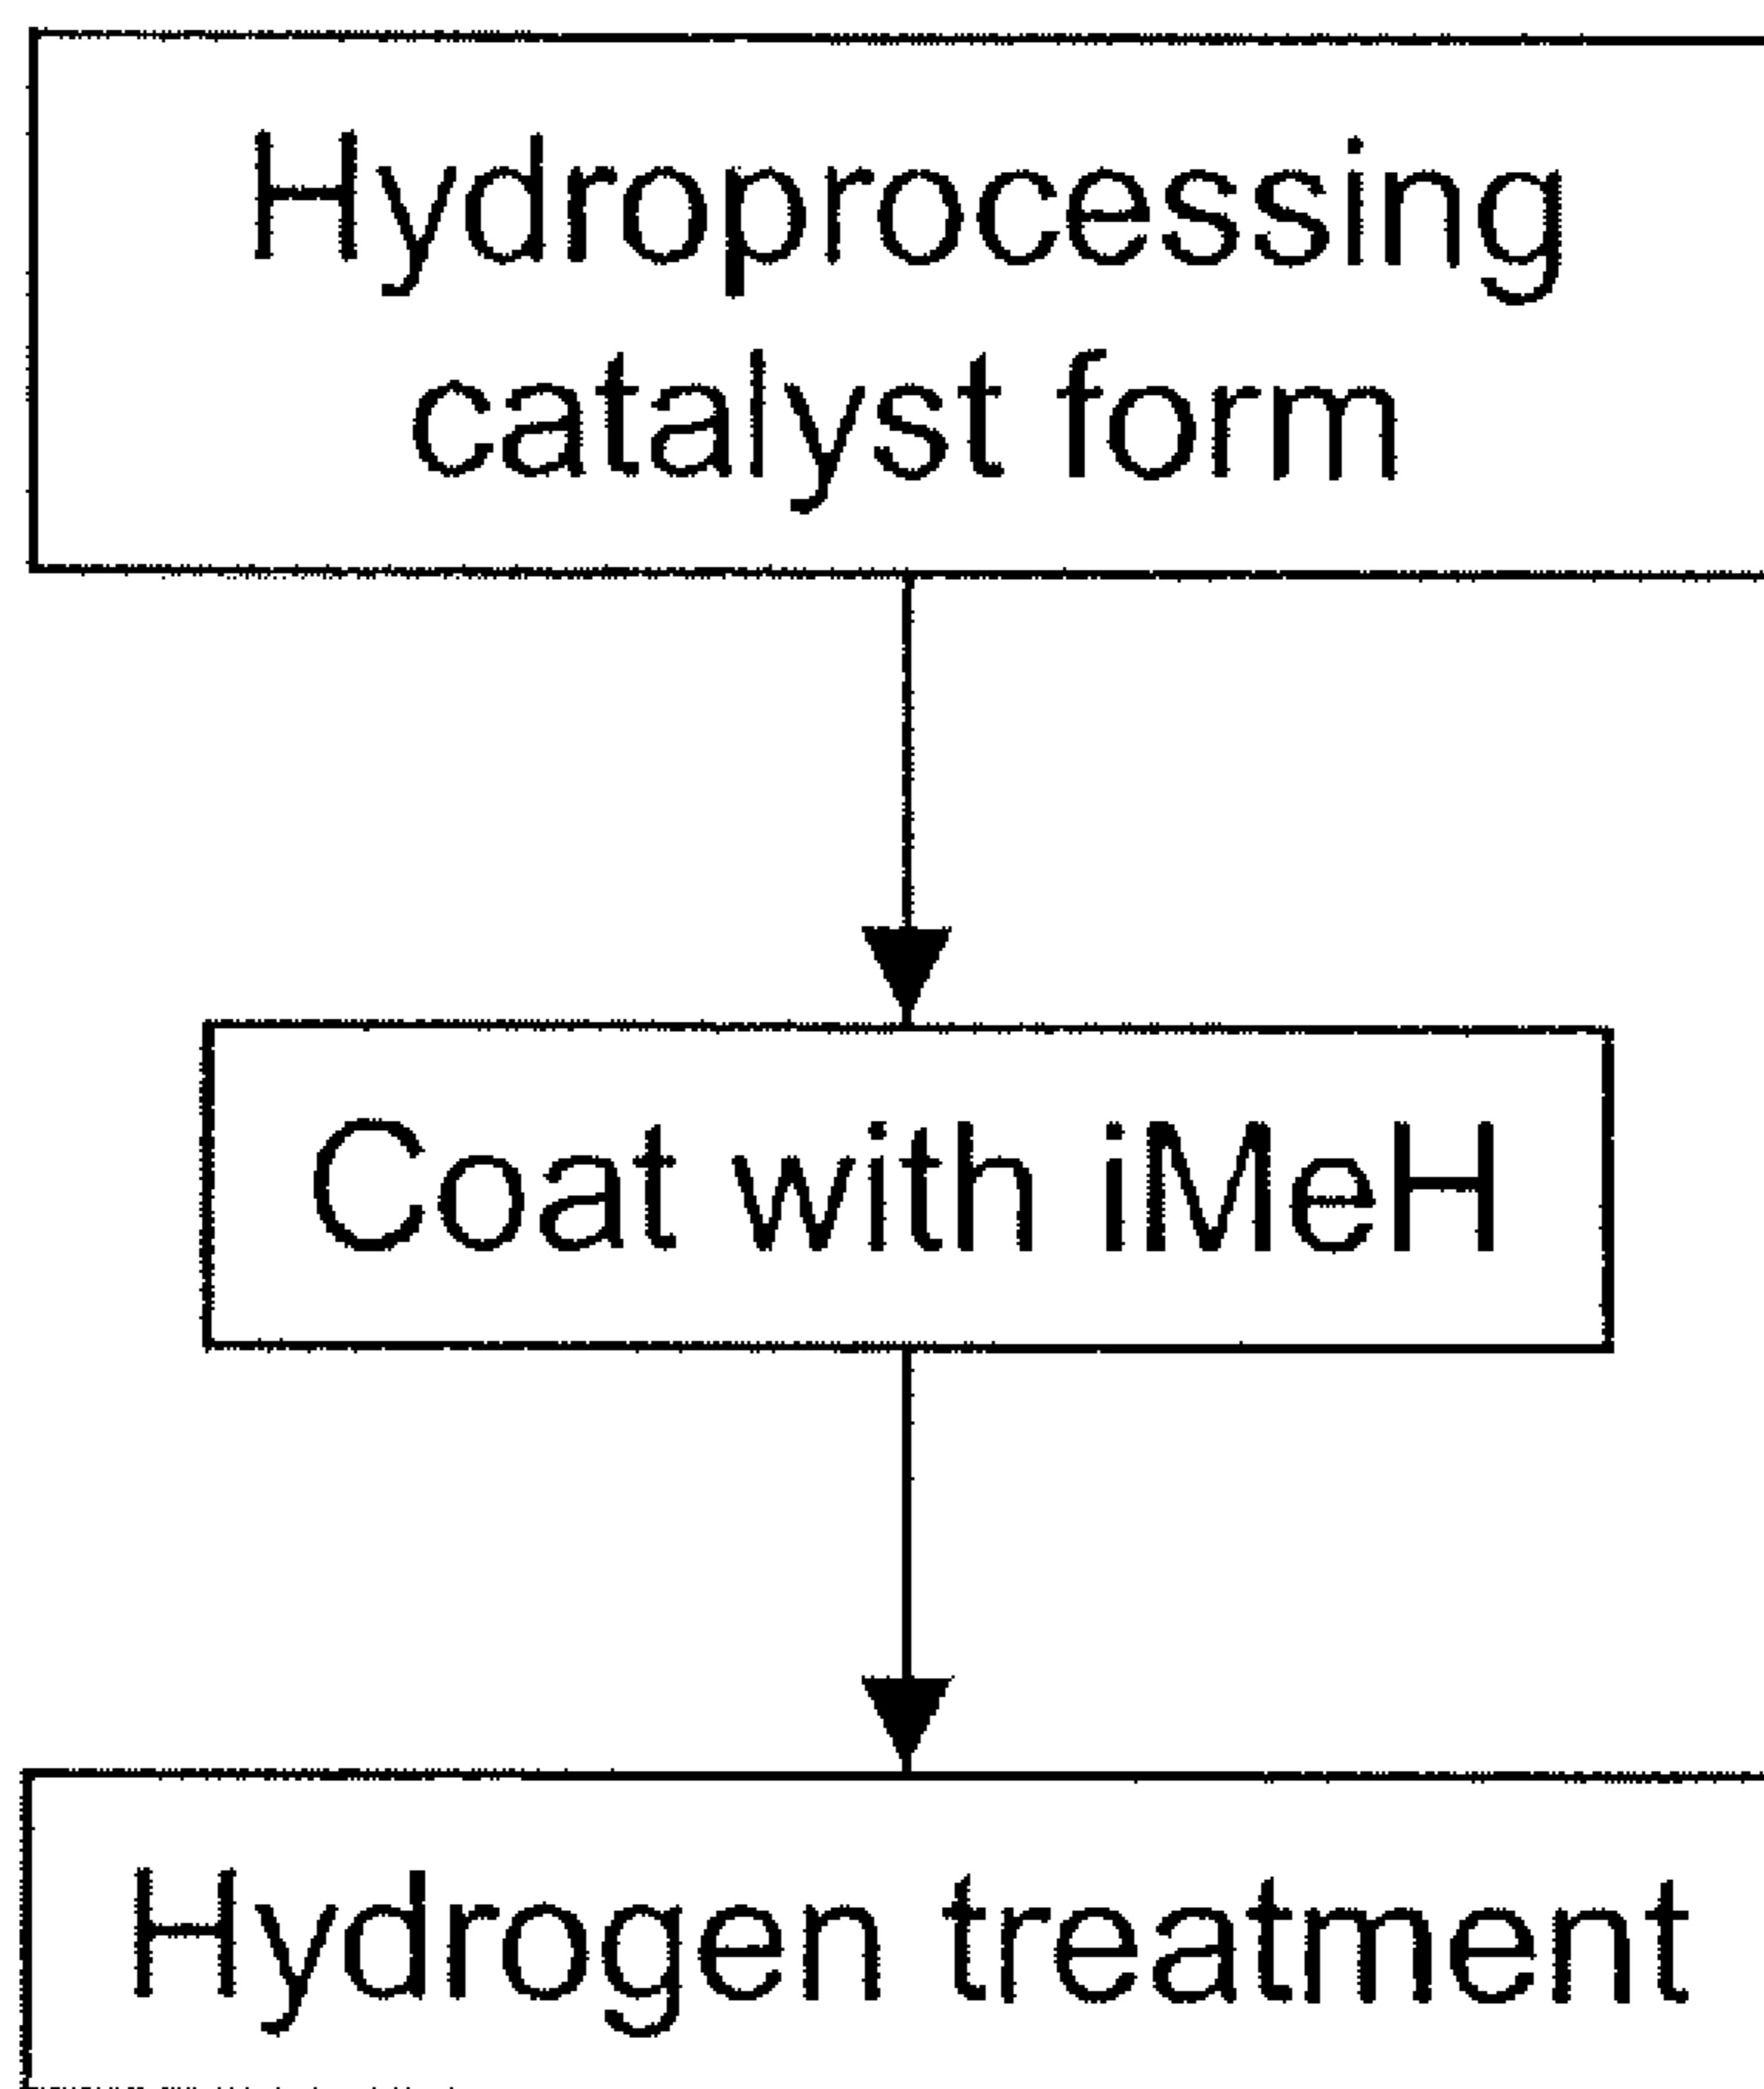 Hydroprocessing
catalyst form
Coat with iMeH
Hydrogen treatment